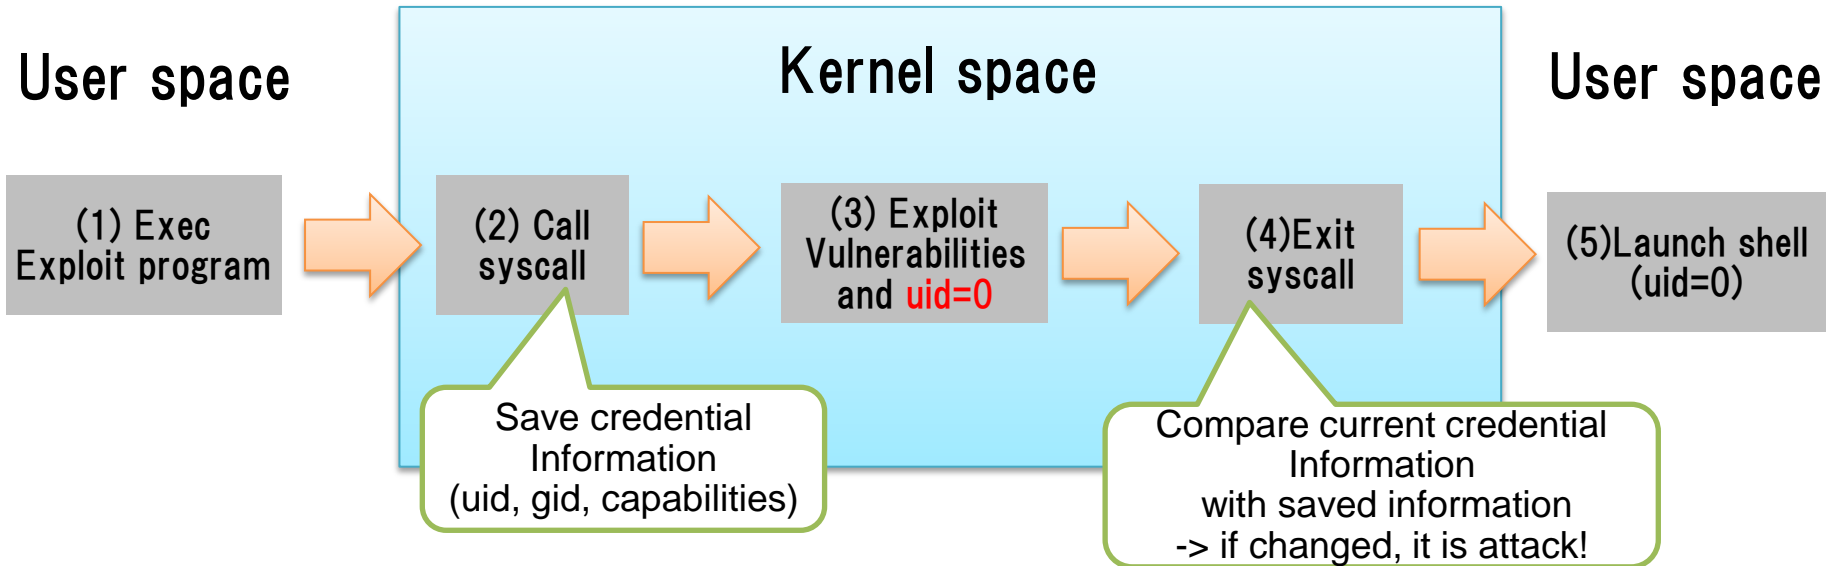 User space
Kernel space
User space
(1) Exec
Exploit program
(2) Call
syscall
(3) Exploit
Vulnerabilities
and uid=0
(4)Exit
syscall
(5)Launch shell
(uid=0)
Save credential
Information
(uid, gid, capabilities)
Compare current credential
Information
with saved information
-> if changed, it is attack!